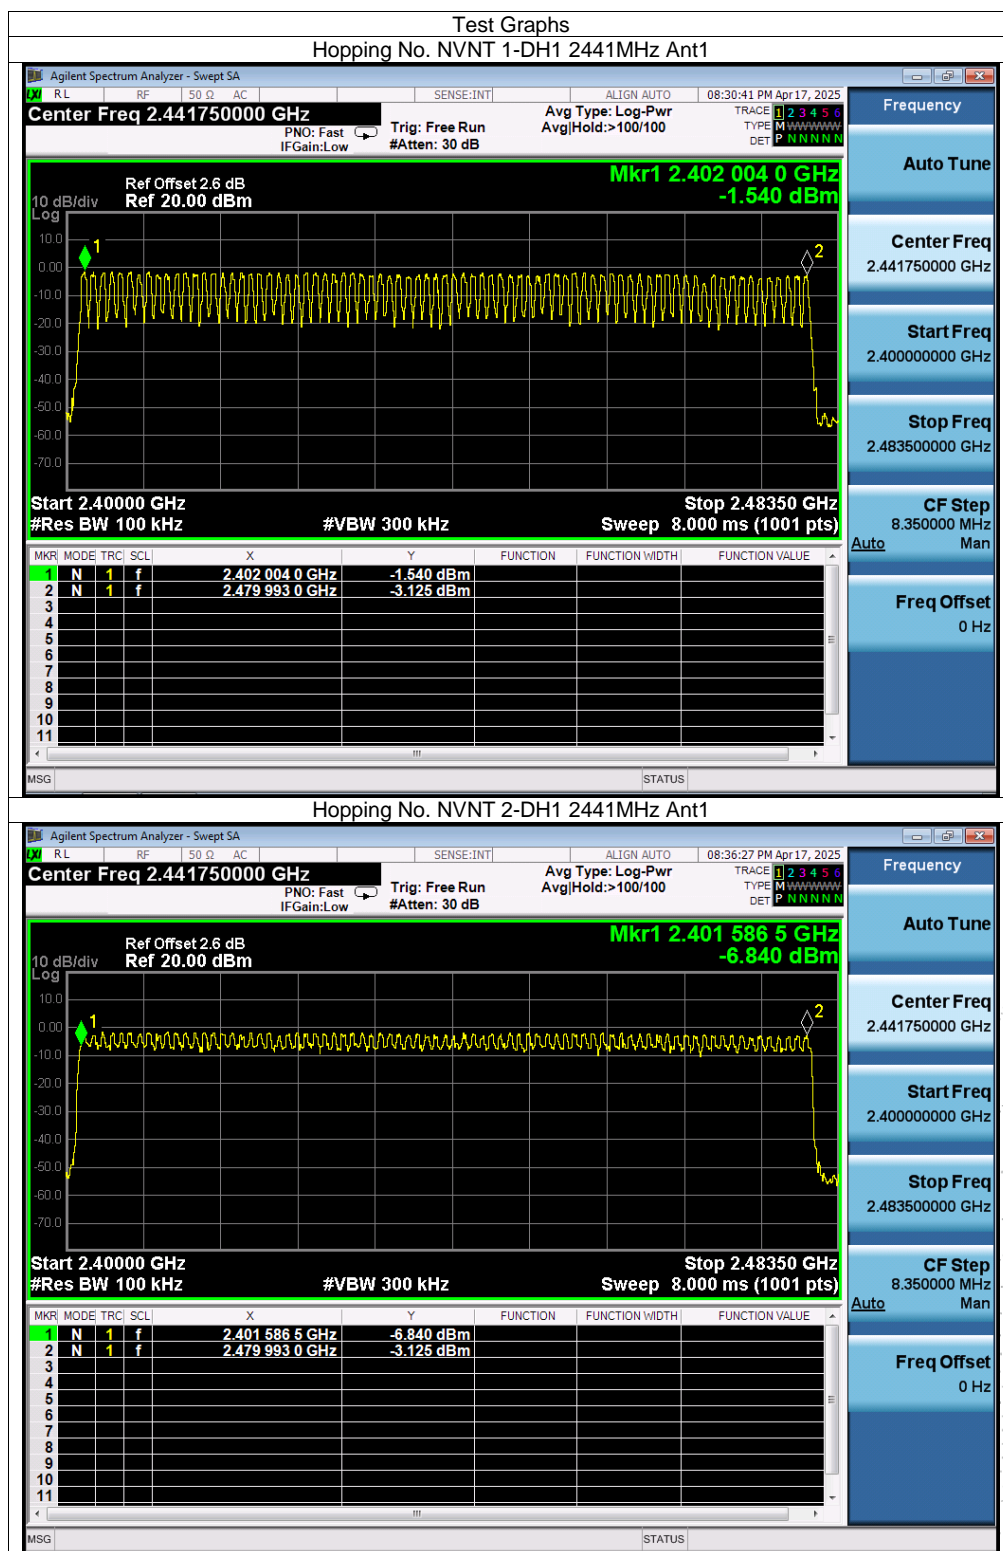 Test Graphs
Hopping No. NVNT 1-DH1 2441MHz Ant1
Agilent Spectrum Analyzer - Swept SA
LXI RL RF 50 Ω AC SENSE:INT ALIGN AUTO 08:30:41 PM Apr 17, 2025
Center Freq 2.441750000 GHz
PNO: Fast
IFGain:Low
Trig: Free Run
#Atten: 30 dB
Avg Type: Log-Pwr
Avg|Hold:>100/100
TRACE 1 2 3 4 5 6
TYPE M WWWWW
DET P N N N N N
Frequency
Auto Tune
Center Freq
2.441750000 GHz
Start Freq
2.400000000 GHz
Stop Freq
2.483500000 GHz
CF Step
8.350000 MHz
Auto Man
Freq Offset
0 Hz
Mkr1 2.402 004 0 GHz
-1.540 dBm
Ref Offset 2.6 dB
10 dB/div Ref 20.00 dBm
Log
10.0
0.00
-10.0
-20.0
-30.0
-40.0
-50.0
-60.0
-70.0
1
2
Start 2.40000 GHz Stop 2.48350 GHz
#Res BW 100 kHz #VBW 300 kHz Sweep 8.000 ms (1001 pts)
MKR MODE TRC SCL X Y FUNCTION FUNCTION WIDTH FUNCTION VALUE
1 N 1 f 2.402 004 0 GHz -1.540 dBm
2 N 1 f 2.479 993 0 GHz -3.125 dBm
3
4
5
6
7
8
9
10
11
MSG STATUS
Hopping No. NVNT 2-DH1 2441MHz Ant1
Agilent Spectrum Analyzer - Swept SA
LXI RL RF 50 Ω AC SENSE:INT ALIGN AUTO 08:36:27 PM Apr 17, 2025
Center Freq 2.441750000 GHz
PNO: Fast
IFGain:Low
Trig: Free Run
#Atten: 30 dB
Avg Type: Log-Pwr
Avg|Hold:>100/100
TRACE 1 2 3 4 5 6
TYPE M WWWWW
DET P N N N N N
Frequency
Auto Tune
Center Freq
2.441750000 GHz
Start Freq
2.400000000 GHz
Stop Freq
2.483500000 GHz
CF Step
8.350000 MHz
Auto Man
Freq Offset
0 Hz
Mkr1 2.401 586 5 GHz
-6.840 dBm
Ref Offset 2.6 dB
10 dB/div Ref 20.00 dBm
Log
10.0
0.00
-10.0
-20.0
-30.0
-40.0
-50.0
-60.0
-70.0
1
2
Start 2.40000 GHz Stop 2.48350 GHz
#Res BW 100 kHz #VBW 300 kHz Sweep 8.000 ms (1001 pts)
MKR MODE TRC SCL X Y FUNCTION FUNCTION WIDTH FUNCTION VALUE
1 N 1 f 2.401 586 5 GHz -6.840 dBm
2 N 1 f 2.479 993 0 GHz -3.125 dBm
3
4
5
6
7
8
9
10
11
MSG STATUS